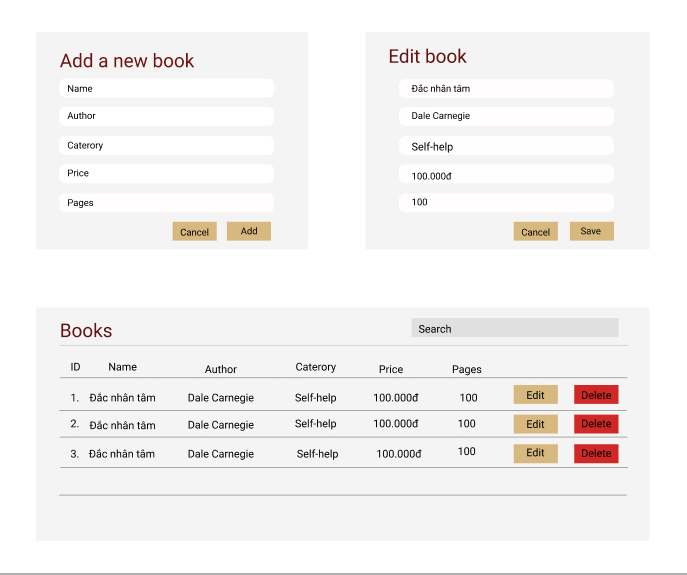 Add a new book
Name
Author
Caterory
Price
Pages
Cancel Add
Edit book
Đắc nhân tâm
Dale Carnegie
Self-help
100.000đ
100
Cancel Save
Books Search
ID Name Author Caterory Price Pages
1. Đắc nhân tâm Dale Carnegie Self-help 100.000đ 100 Edit Delete
2. Đắc nhân tâm Dale Carnegie Self-help 100.000đ 100 Edit Delete
3. Đắc nhân tâm Dale Carnegie Self-help 100.000đ 100 Edit Delete